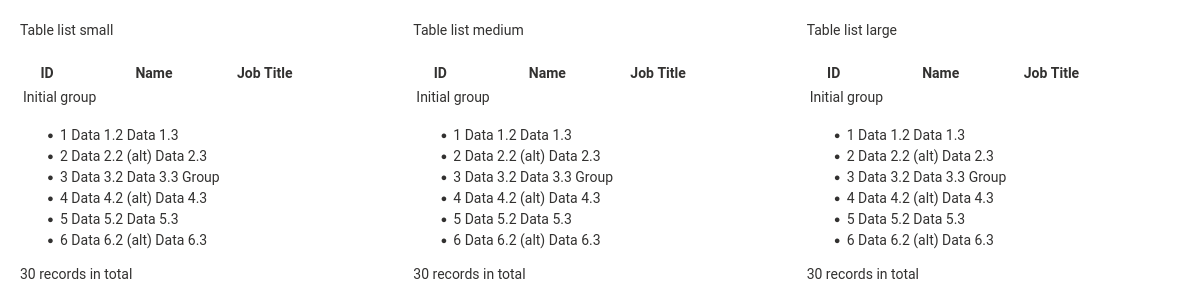 Table list small
ID Name Job Title
Initial group
1 Data 1.2 Data 1.3
2 Data 2.2 (alt) Data 2.3
3 Data 3.2 Data 3.3 Group
4 Data 4.2 (alt) Data 4.3
5 Data 5.2 Data 5.3
6 Data 6.2 (alt) Data 6.3
30 records in total
Table list medium
ID Name Job Title
Initial group
1 Data 1.2 Data 1.3
2 Data 2.2 (alt) Data 2.3
3 Data 3.2 Data 3.3 Group
4 Data 4.2 (alt) Data 4.3
5 Data 5.2 Data 5.3
6 Data 6.2 (alt) Data 6.3
30 records in total
Table list large
ID Name Job Title
Initial group
1 Data 1.2 Data 1.3
2 Data 2.2 (alt) Data 2.3
3 Data 3.2 Data 3.3 Group
4 Data 4.2 (alt) Data 4.3
5 Data 5.2 Data 5.3
6 Data 6.2 (alt) Data 6.3
30 records in total